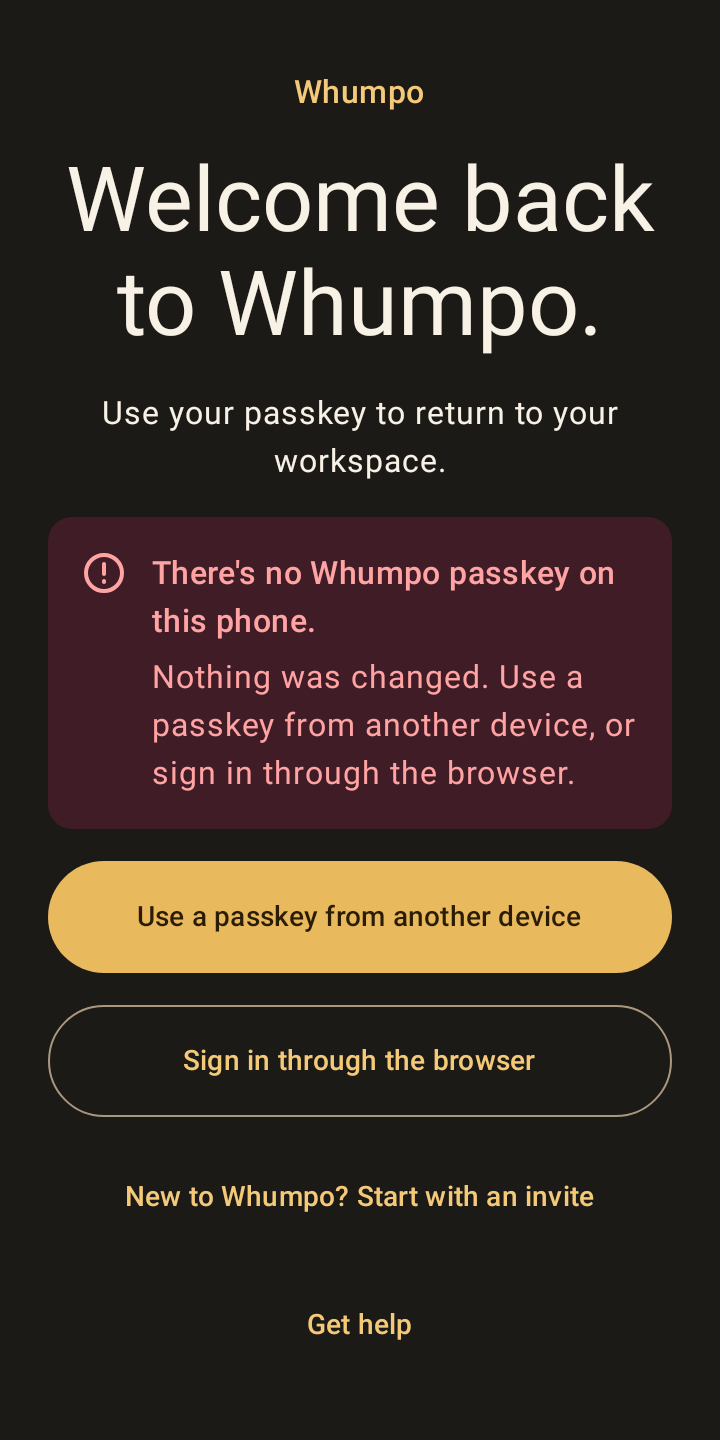 Whumpo
Welcome back
to Whumpo.
Use your passkey to return to your
workspace.
There's no Whumpo passkey on
this phone.
Nothing was changed. Use a
passkey from another device, or
sign in through the browser.
Use a passkey from another device
Sign in through the browser
New to Whumpo? Start with an invite
Get help